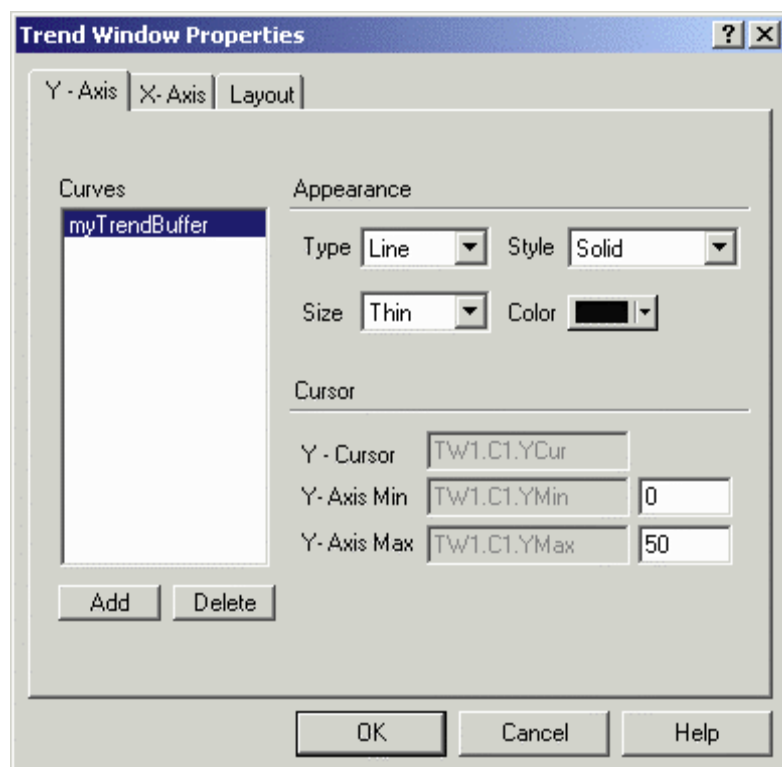 Trend Window Properties
Y - Axis X- Axis Layout
Curves
myTrendBuffer
Add Delete
Appearance
Type Line Style Solid
Size Thin Color
Cursor
Y - Cursor TW1.C1.YCur
Y- Axis Min TW1.C1.YMin 0
Y- Axis Max TW1.C1.YMax 50
OK Cancel Help